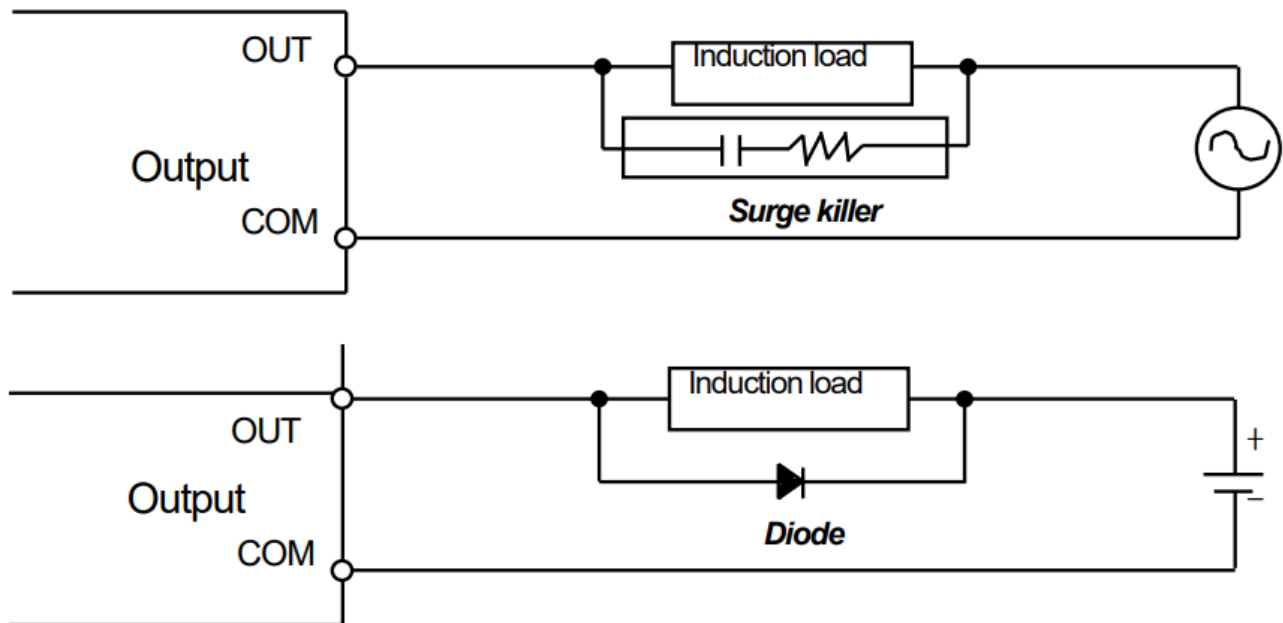 OUT
Induction load
Output
Surge killer
COM
Induction load
OUT
+
Output
−
Diode
COM